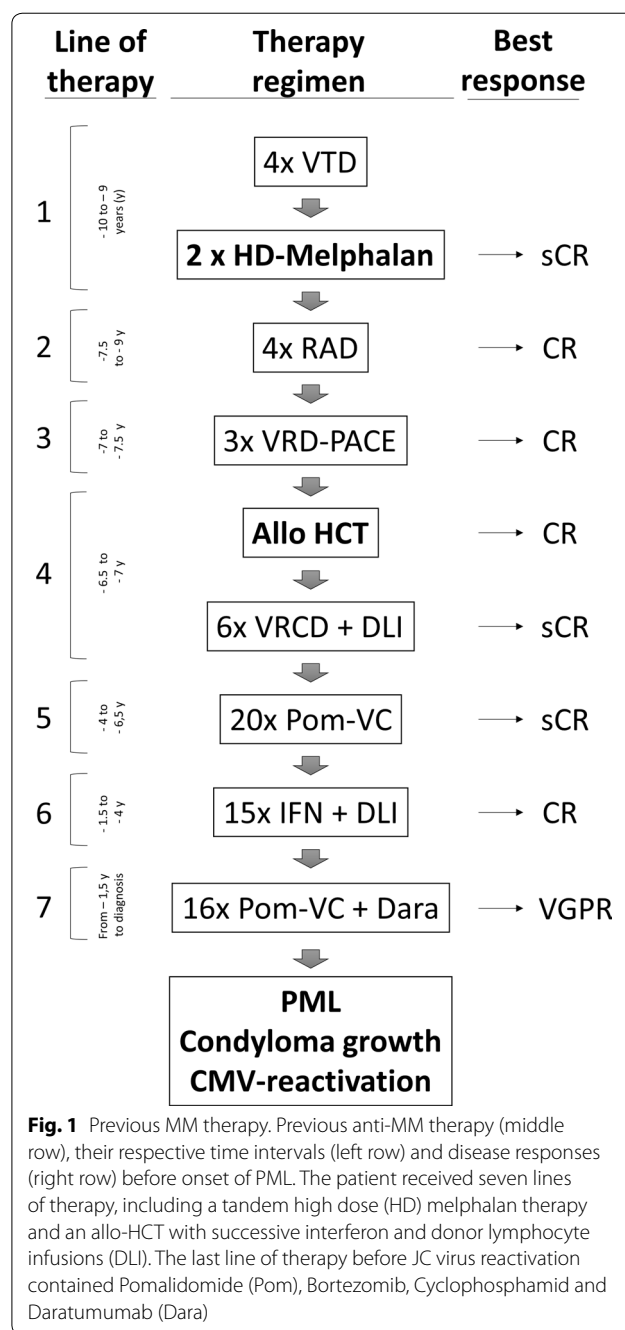 Line of therapy
Therapy regimen
Best response
1
- 10 to – 9
years (y)
4x VTD
2 x HD-Melphalan
sCR
2
-7.5
to - 9 y
4x RAD
CR
3
-7 to
- 7.5 y
3x VRD-PACE
CR
4
- 6.5 to
- 7 y
Allo HCT
CR
6x VRCD + DLI
sCR
5
- 4 to
- 6,5 y
20x Pom-VC
sCR
6
- 1.5 to
- 4 y
15x IFN + DLI
CR
7
From – 1,5 y
to diagnosis
16x Pom-VC + Dara
VGPR
PML
Condyloma growth
CMV-reactivation
Fig. 1 Previous MM therapy. Previous anti-MM therapy (middle
row), their respective time intervals (left row) and disease responses
(right row) before onset of PML. The patient received seven lines
of therapy, including a tandem high dose (HD) melphalan therapy
and an allo-HCT with successive interferon and donor lymphocyte
infusions (DLI). The last line of therapy before JC virus reactivation
contained Pomalidomide (Pom), Bortezomib, Cyclophosphamid and
Daratumumab (Dara)